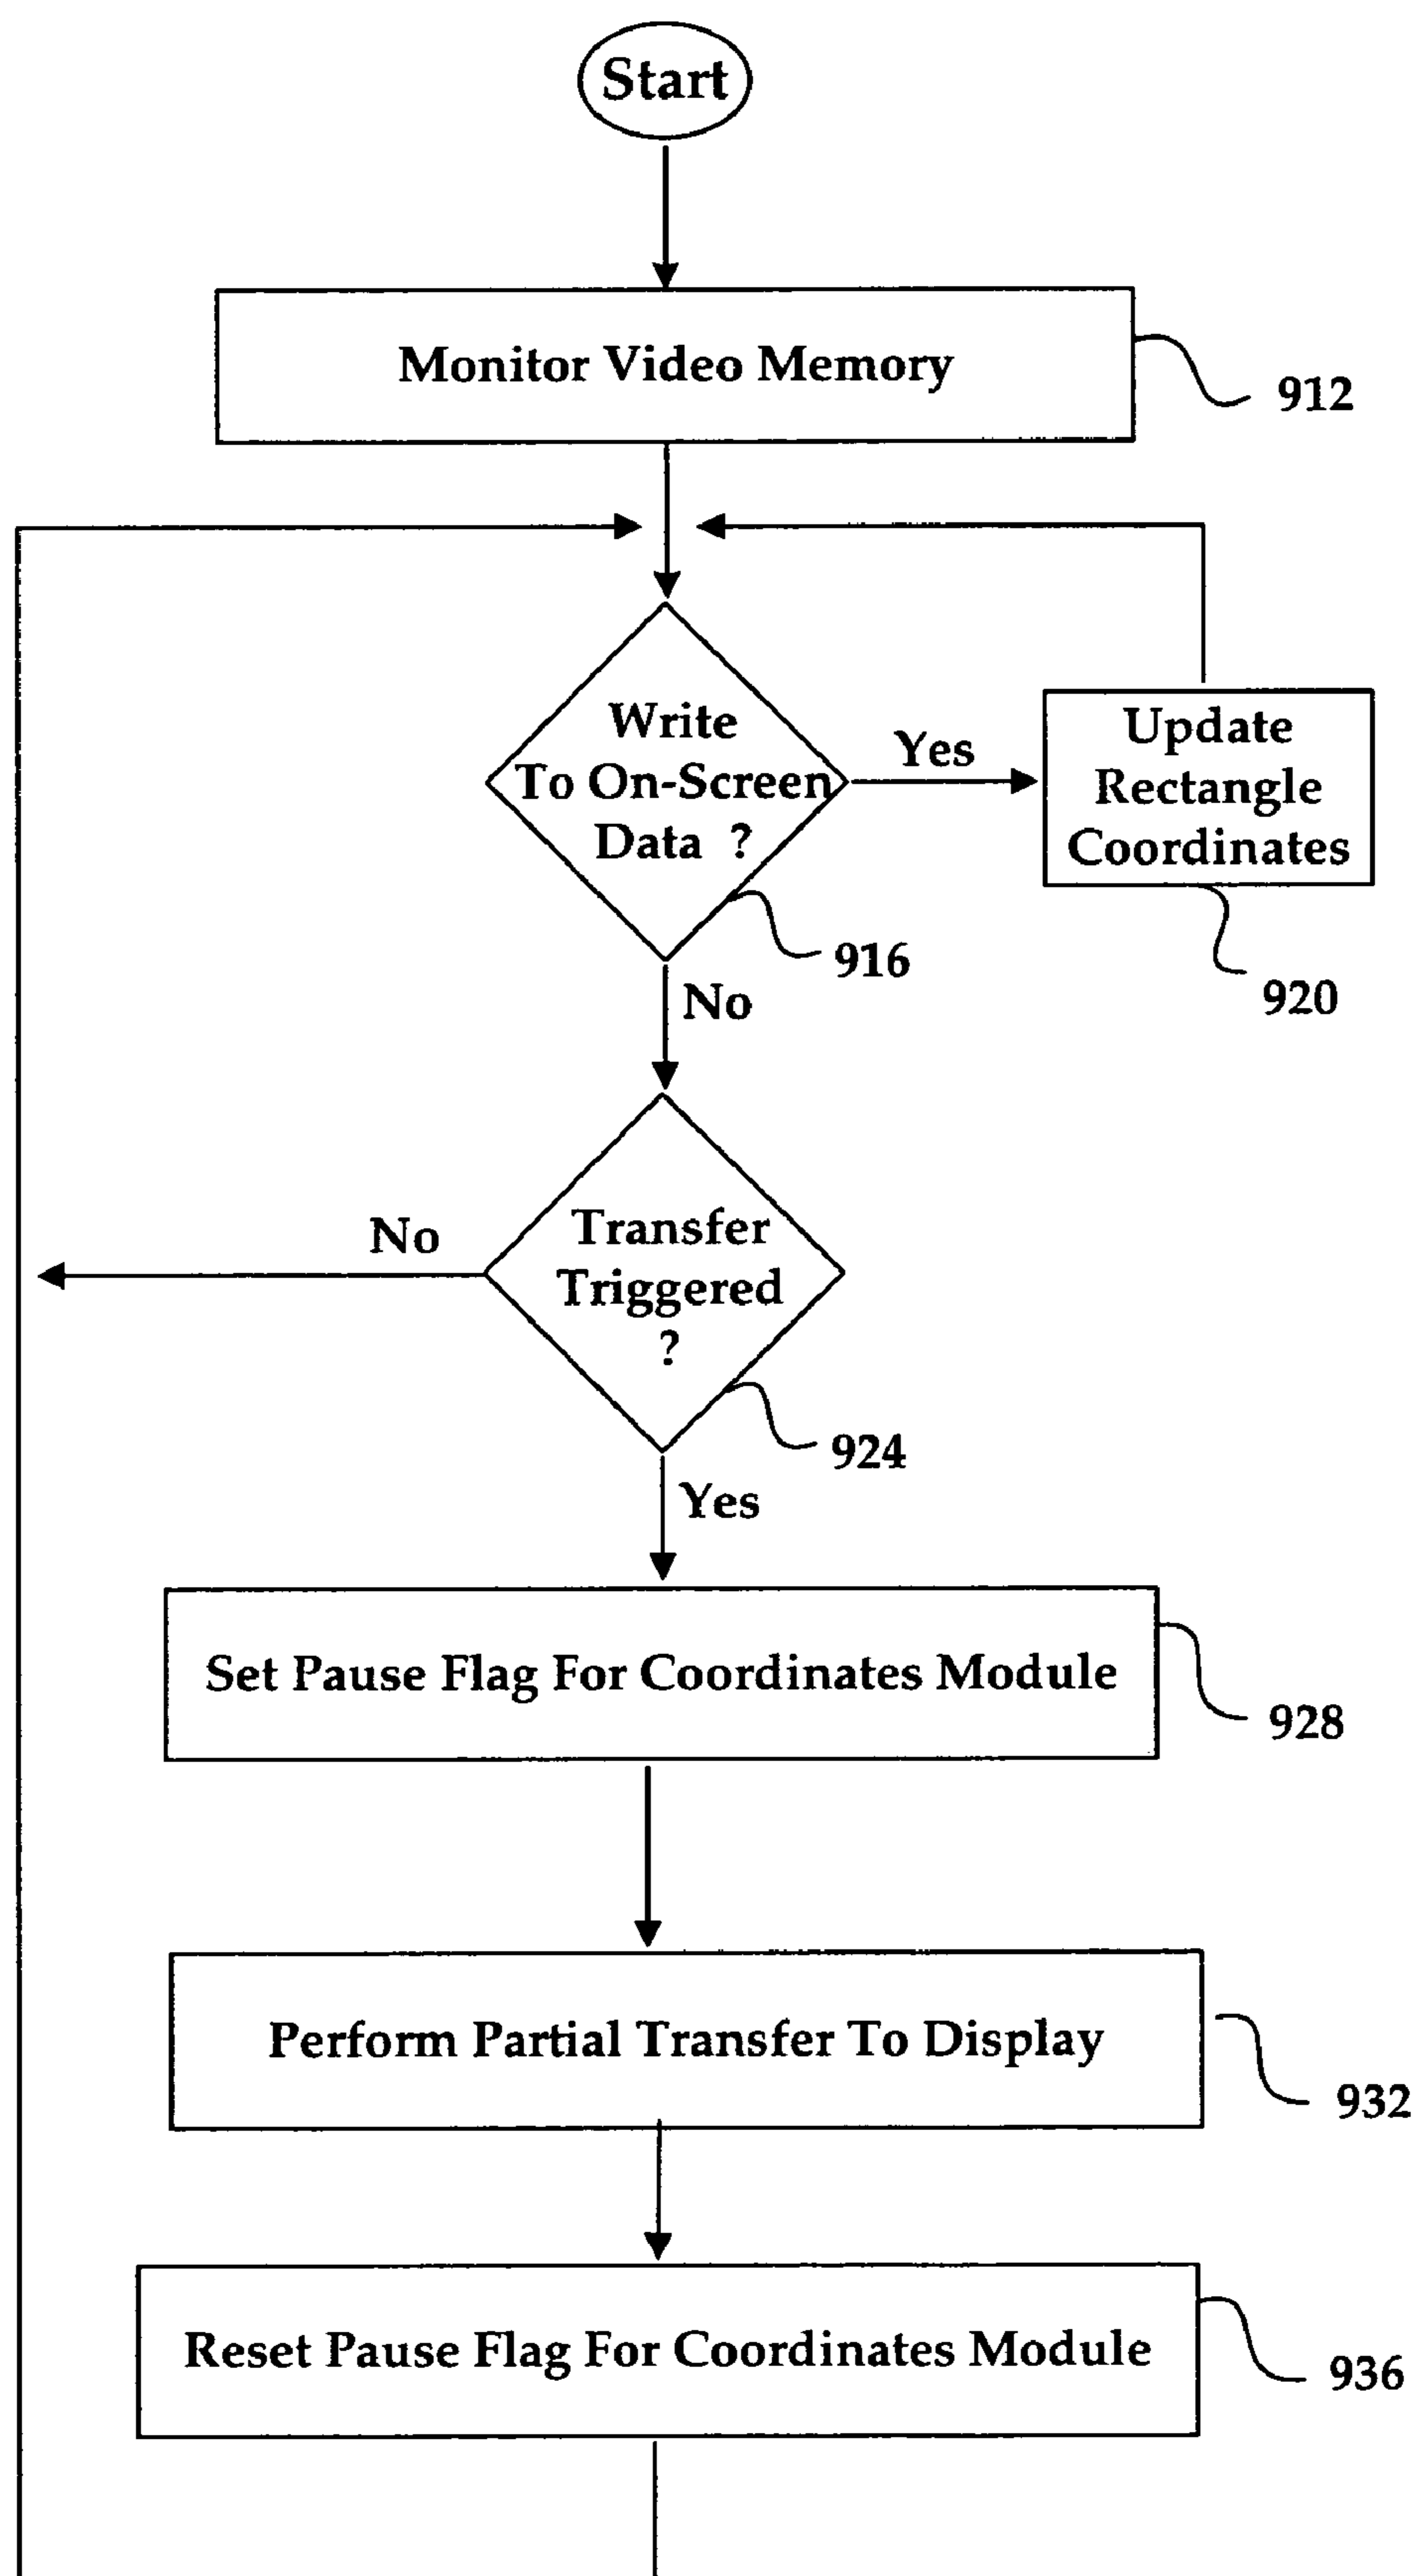 Start
Monitor Video Memory
912
Write
To On-Screen
Data ?
Yes
Update
Rectangle
Coordinates
916
920
No
Transfer
Triggered
?
No
924
Yes
Set Pause Flag For Coordinates Module
928
Perform Partial Transfer To Display
932
Reset Pause Flag For Coordinates Module
936